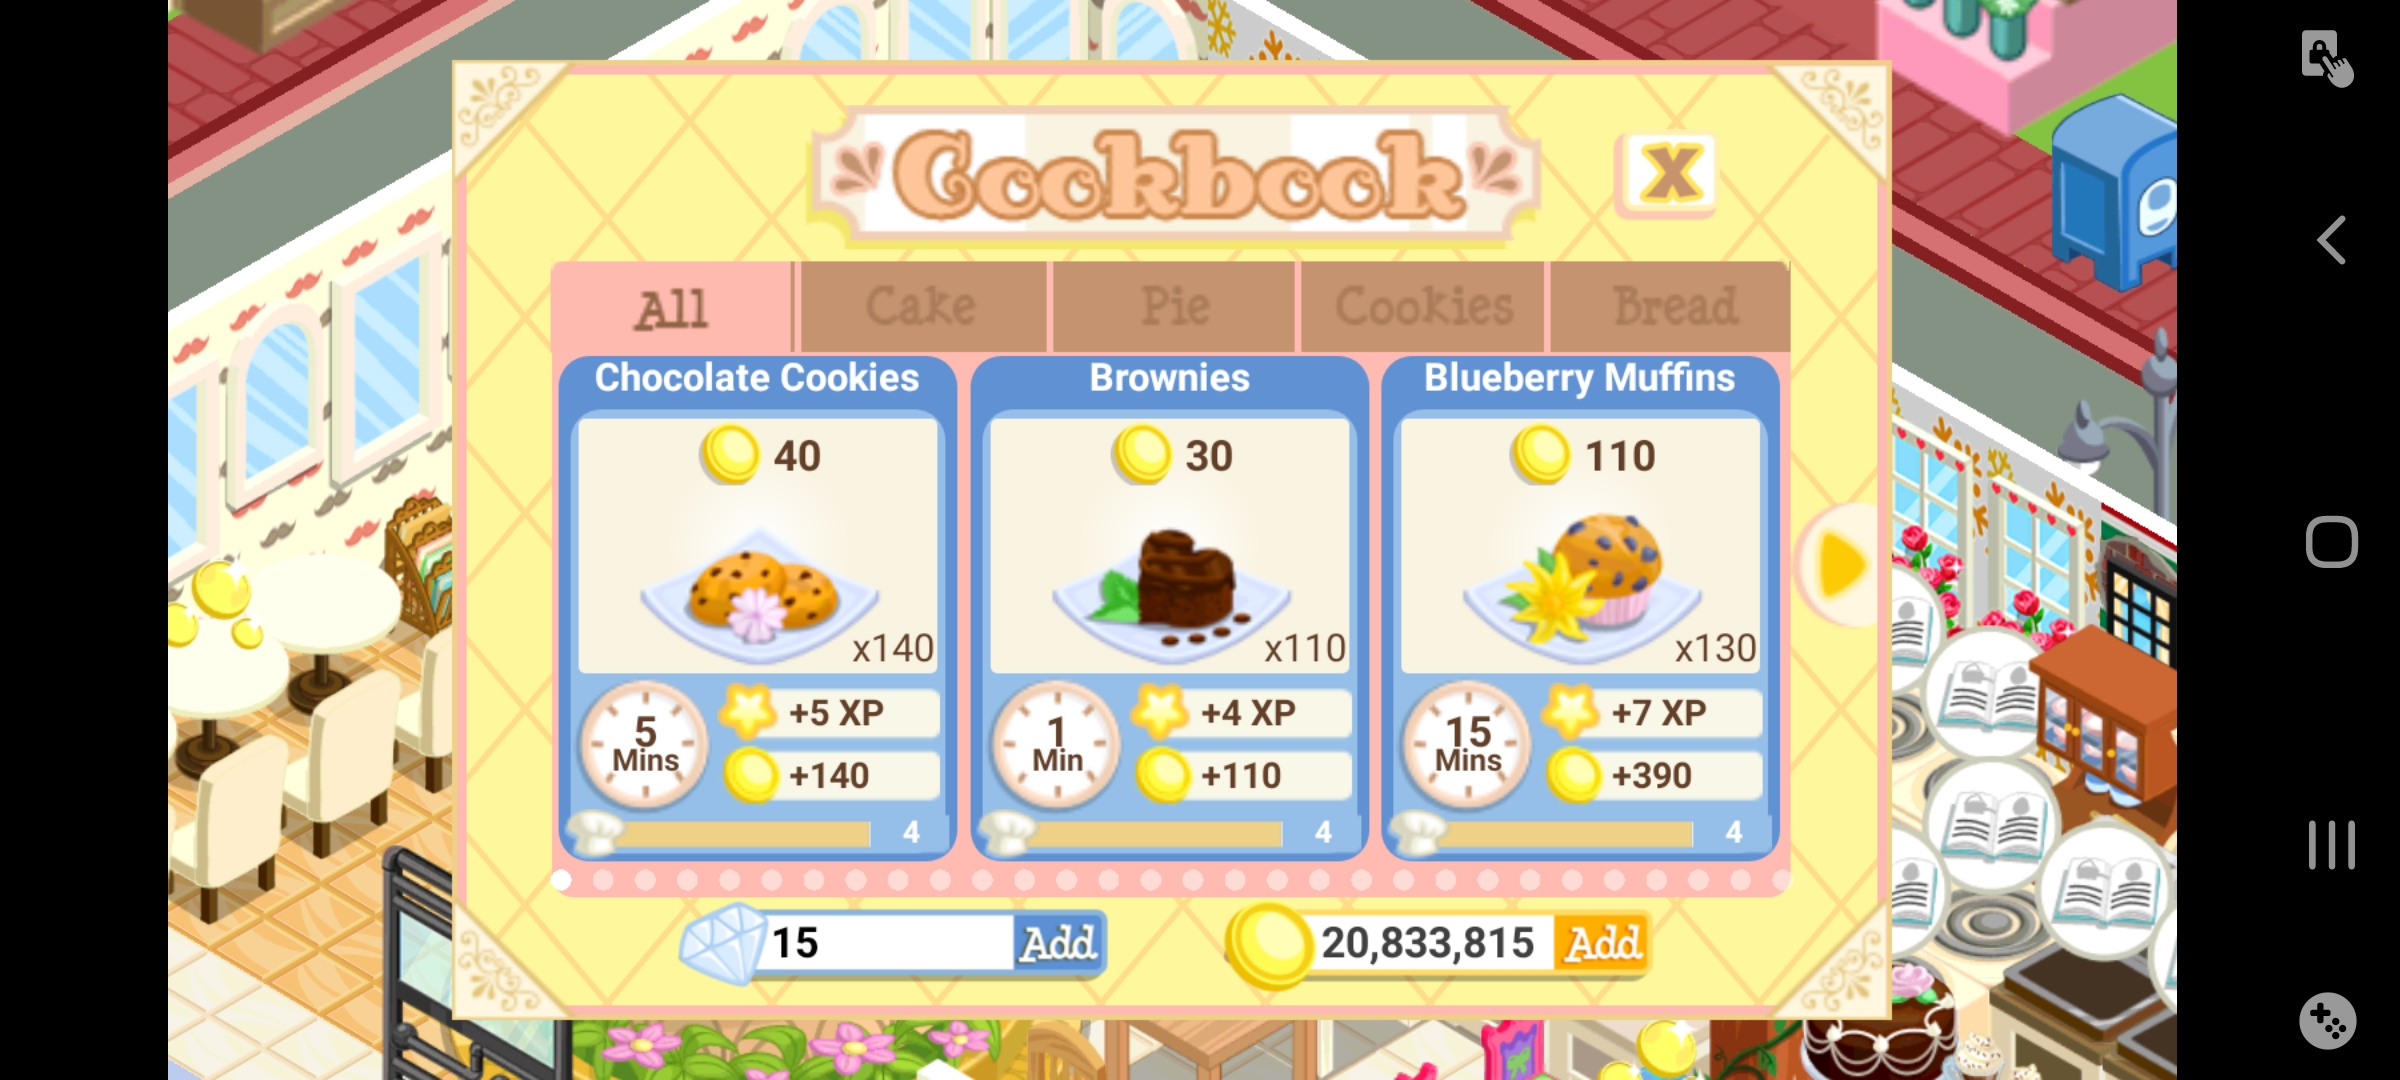 Cookbook
X
All
Cake
Pie
Cookies
Bread
Chocolate Cookies
40
x140
5
Mins
+5 XP
+140
4
Brownies
30
x110
1
Min
+4 XP
+110
4
Blueberry Muffins
110
x130
15
Mins
+7 XP
+390
4
15
Add
20,833,815
Add